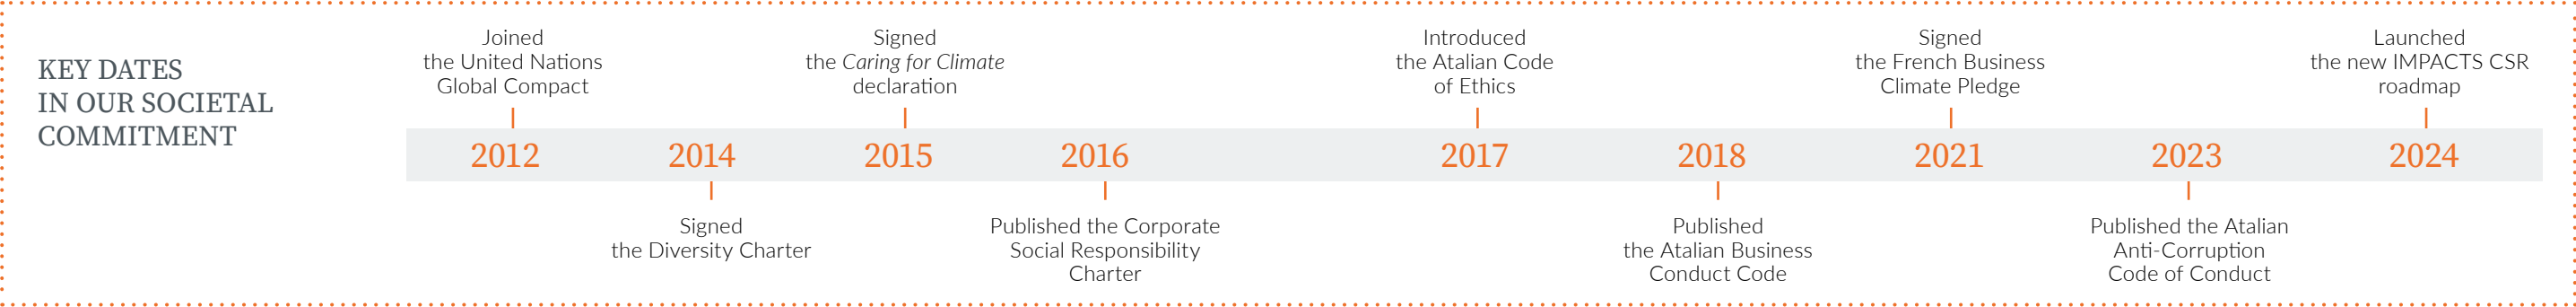 KEY DATES
IN OUR SOCIETAL
COMMITMENT
Joined
the United Nations
Global Compact
2012
2014
Signed
the Diversity Charter
Signed
the Caring for Climate
declaration
2015
2016
Published the Corporate
Social Responsibility
Charter
Introduced
the Atalian Code
of Ethics
2017
2018
Published
the Atalian Business
Conduct Code
Signed
the French Business
Climate Pledge
2021
2023
Published the Atalian
Anti-Corruption
Code of Conduct
Launched
the new IMPACTS CSR
roadmap
2024